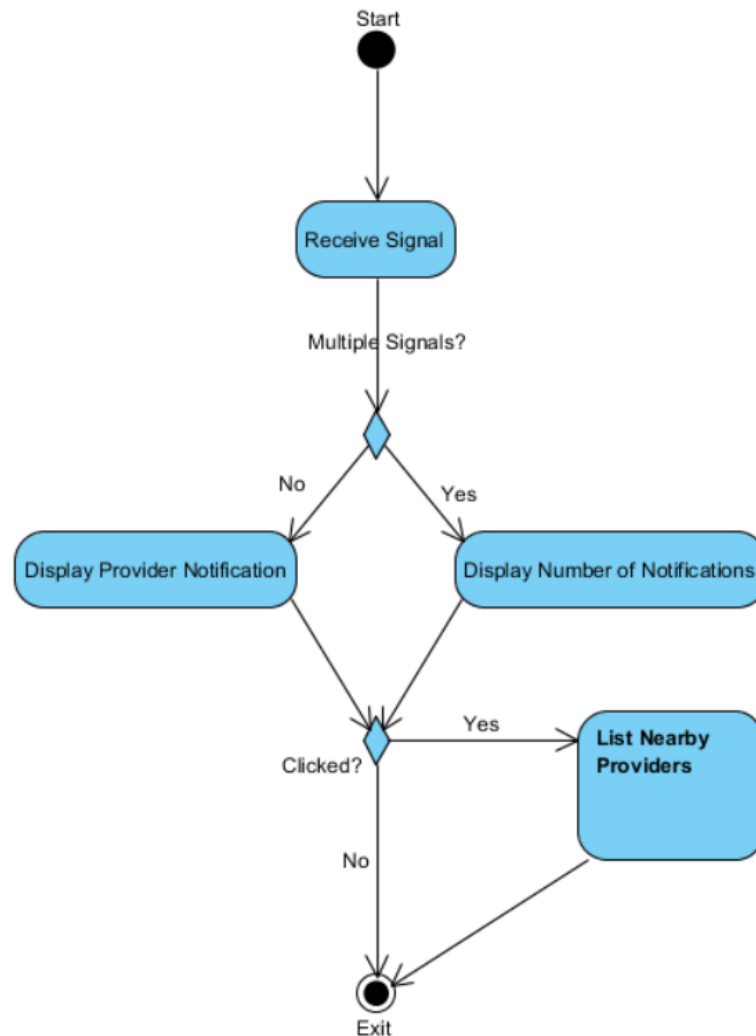 Start
Receive Signal
Multiple Signals?
No
Yes
Display Provider Notification
Display Number of Notifications
Yes
List Nearby
Providers
Clicked?
No
Exit